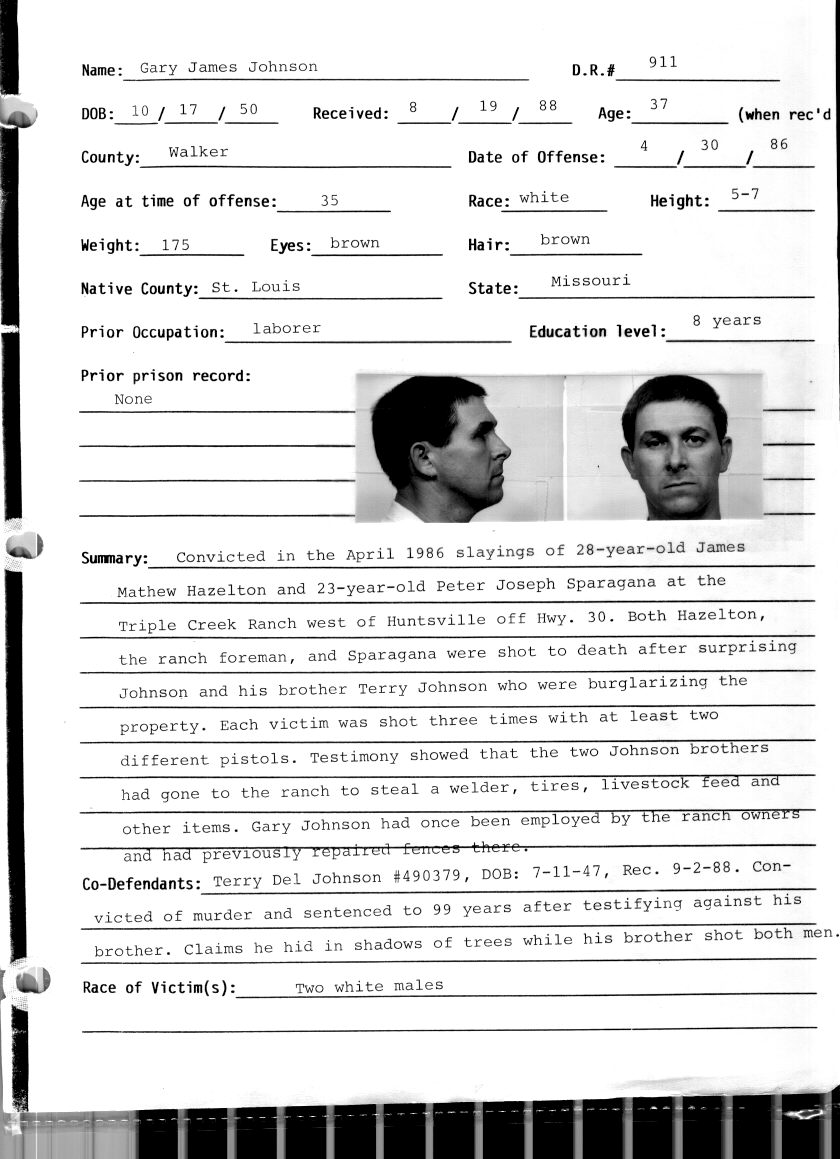 Name: Gary James Johnson D.R.# 911
DOB: 10 / 17 / 50 Received: 8 / 19 / 88 Age: 37 (when rec'd
County: Walker Date of Offense: 4 / 30 / 86
Age at time of offense: 35 Race: white Height: 5-7
Weight: 175 Eyes: brown Hair: brown
Native County: St. Louis State: Missouri
Prior Occupation: laborer Education level: 8 years
Prior prison record:
None
Summary: Convicted in the April 1986 slayings of 28-year-old James
Mathew Hazelton and 23-year-old Peter Joseph Sparagana at the
Triple Creek Ranch west of Huntsville off Hwy. 30. Both Hazelton,
the ranch foreman, and Sparagana were shot to death after surprising
Johnson and his brother Terry Johnson who were burglarizing the
property. Each victim was shot three times with at least two
different pistols. Testimony showed that the two Johnson brothers
had gone to the ranch to steal a welder, tires, livestock feed and
other items. Gary Johnson had once been employed by the ranch owners
and had previously repaired fences there.
Co-Defendants: Terry Del Johnson #490379, DOB: 7-11-47, Rec. 9-2-88. Con-
victed of murder and sentenced to 99 years after testifying against his
brother. Claims he hid in shadows of trees while his brother shot both men.
Race of Victim(s): Two white males